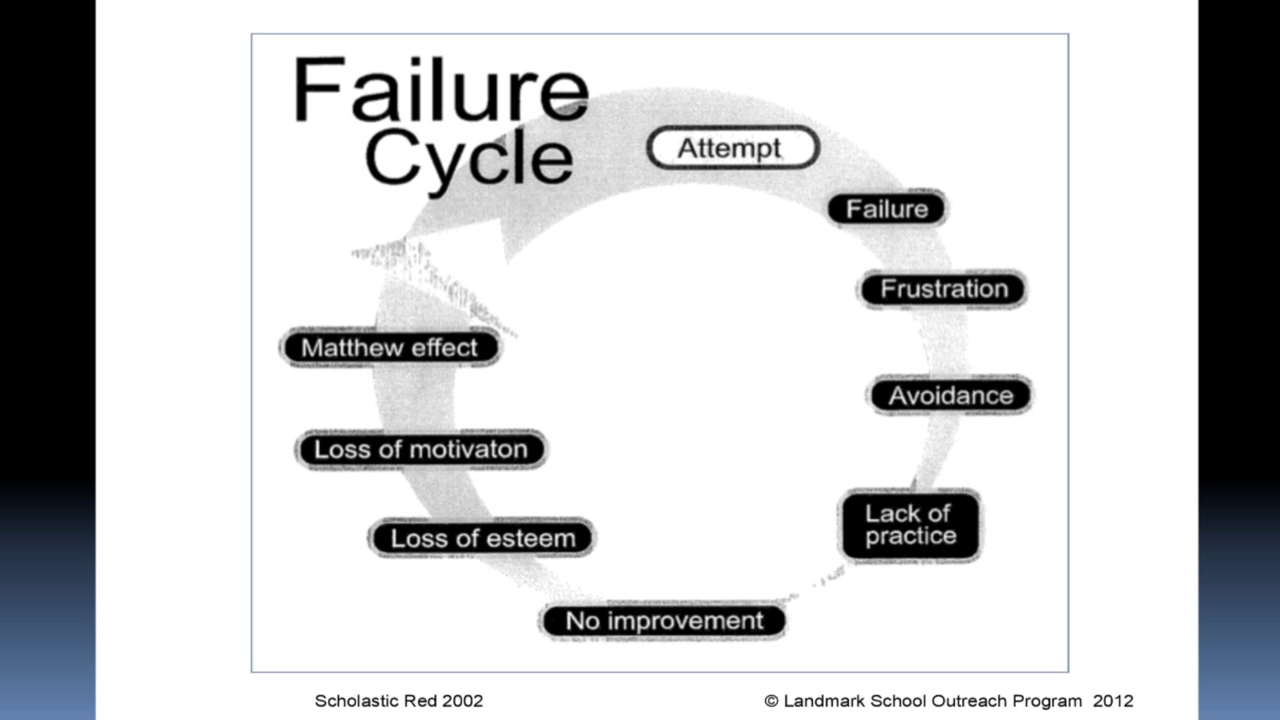 Failure
Cycle
Attempt
Failure
Frustration
Avoidance
Lack of
practice
No improvement
Loss of esteem
Loss of motivaton
Matthew effect
Scholastic Red 2002
© Landmark School Outreach Program 2012